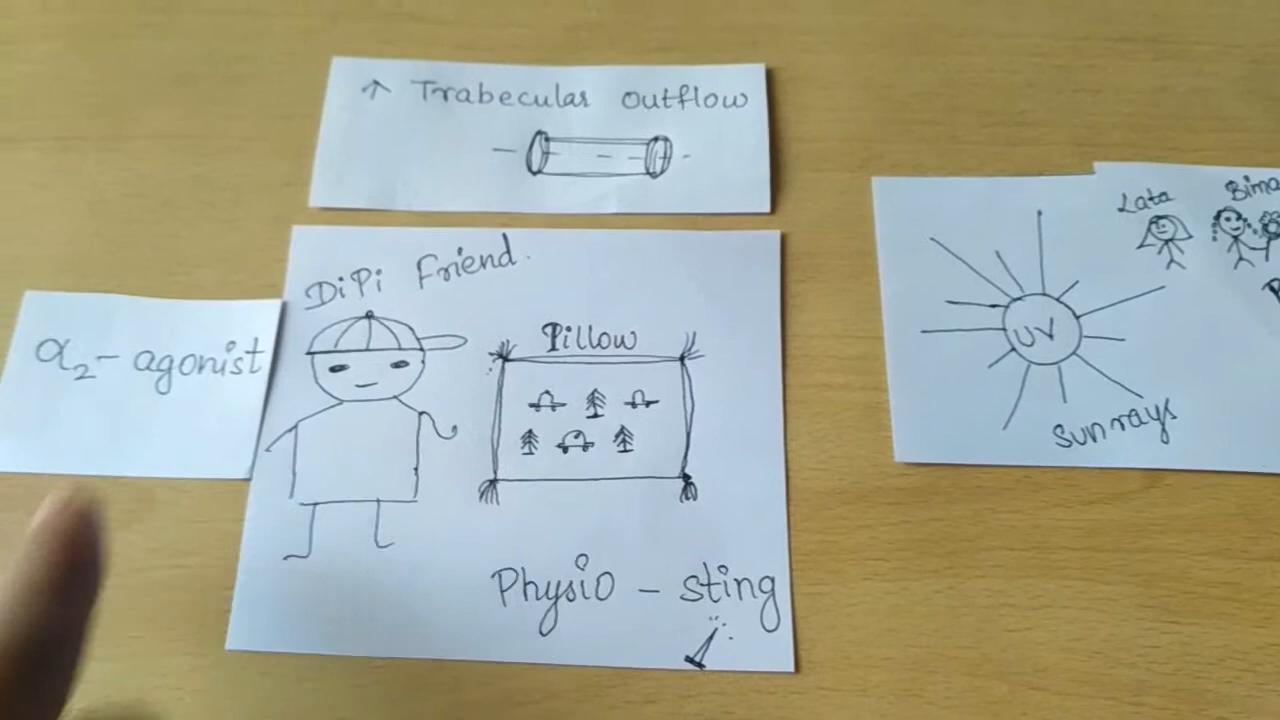 ↑ Trabecular outflow
α2-agonist
DiPi Friend.
Pillow
Physio - sting
Lata
UV
Sunrays